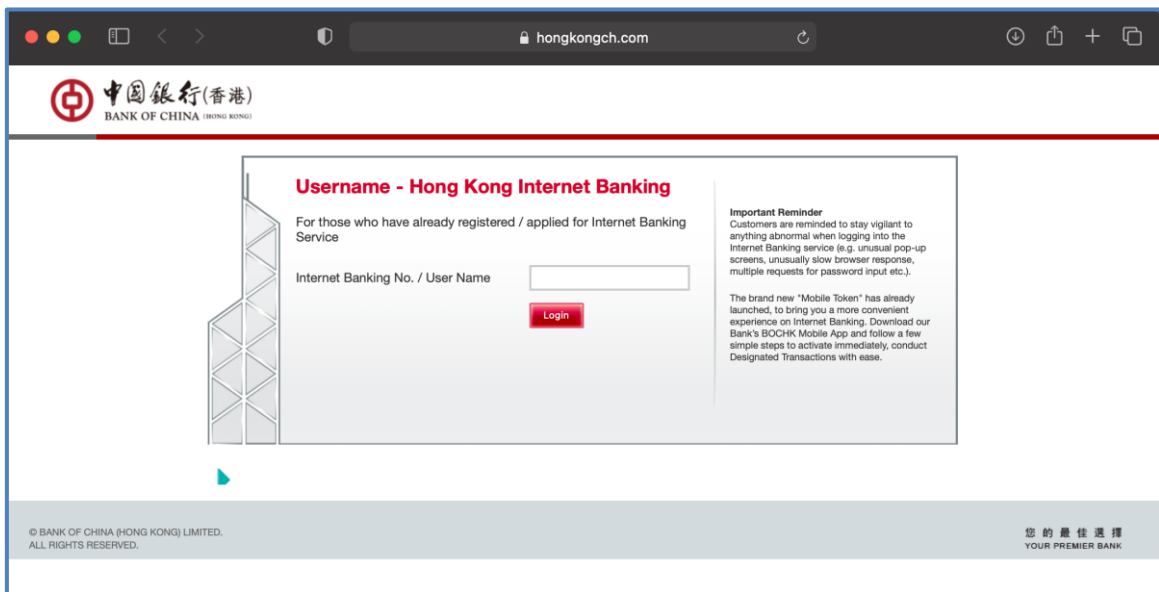 hongkongch.com
中國銀行(香港)
BANK OF CHINA (HONG KONG)
Username - Hong Kong Internet Banking
For those who have already registered / applied for Internet Banking
Service
Internet Banking No. / User Name
Login
Important Reminder
Customers are reminded to stay vigilant to
anything abnormal when logging into the
Internet Banking service (e.g. unusual pop-up
screens, unusually slow browser response,
multiple requests for password input etc.).
The brand new "Mobile Token" has already
launched, to bring you a more convenient
experience on Internet Banking. Download our
Bank's BOCHK Mobile App and follow a few
simple steps to activate immediately, conduct
Designated Transactions with ease.
© BANK OF CHINA (HONG KONG) LIMITED.
ALL RIGHTS RESERVED.
您的最佳選擇
YOUR PREMIER BANK